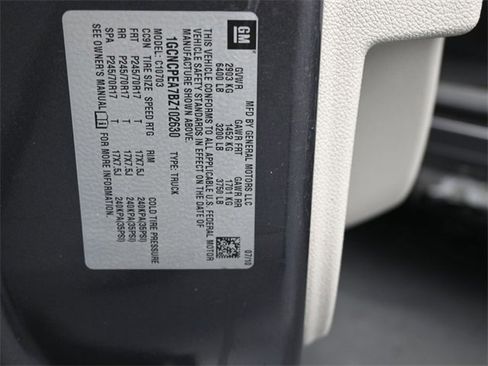 GM
MFD BY GENERAL MOTORS LLC
07/10
GVWR GAWR FRT GAWR RR
2903 KG 1452 KG 1701 KG
6400 LB 3200 LB 3750 LB
THIS VEHICLE CONFORMS TO ALL APPLICABLE U.S. FEDERAL MOTOR
VEHICLE SAFETY STANDARDS IN EFFECT ON THE DATE OF
MANUFACTURE SHOWN ABOVE.
1GCNCPEA7BZ102630 TYPE: TRUCK
MODEL: C10703
CC9N TIRE SIZE SPEED RTG RIM COLD TIRE PRESSURE
FRT P245/70R17 T 17X7.5J 240KPA(35PSI)
RR P245/70R17 T 17X7.5J 240KPA(35PSI)
SPA P245/70R17 T 17X7.5J 240KPA(35PSI)
SEE OWNER'S MANUAL FOR MORE INFORMATION.